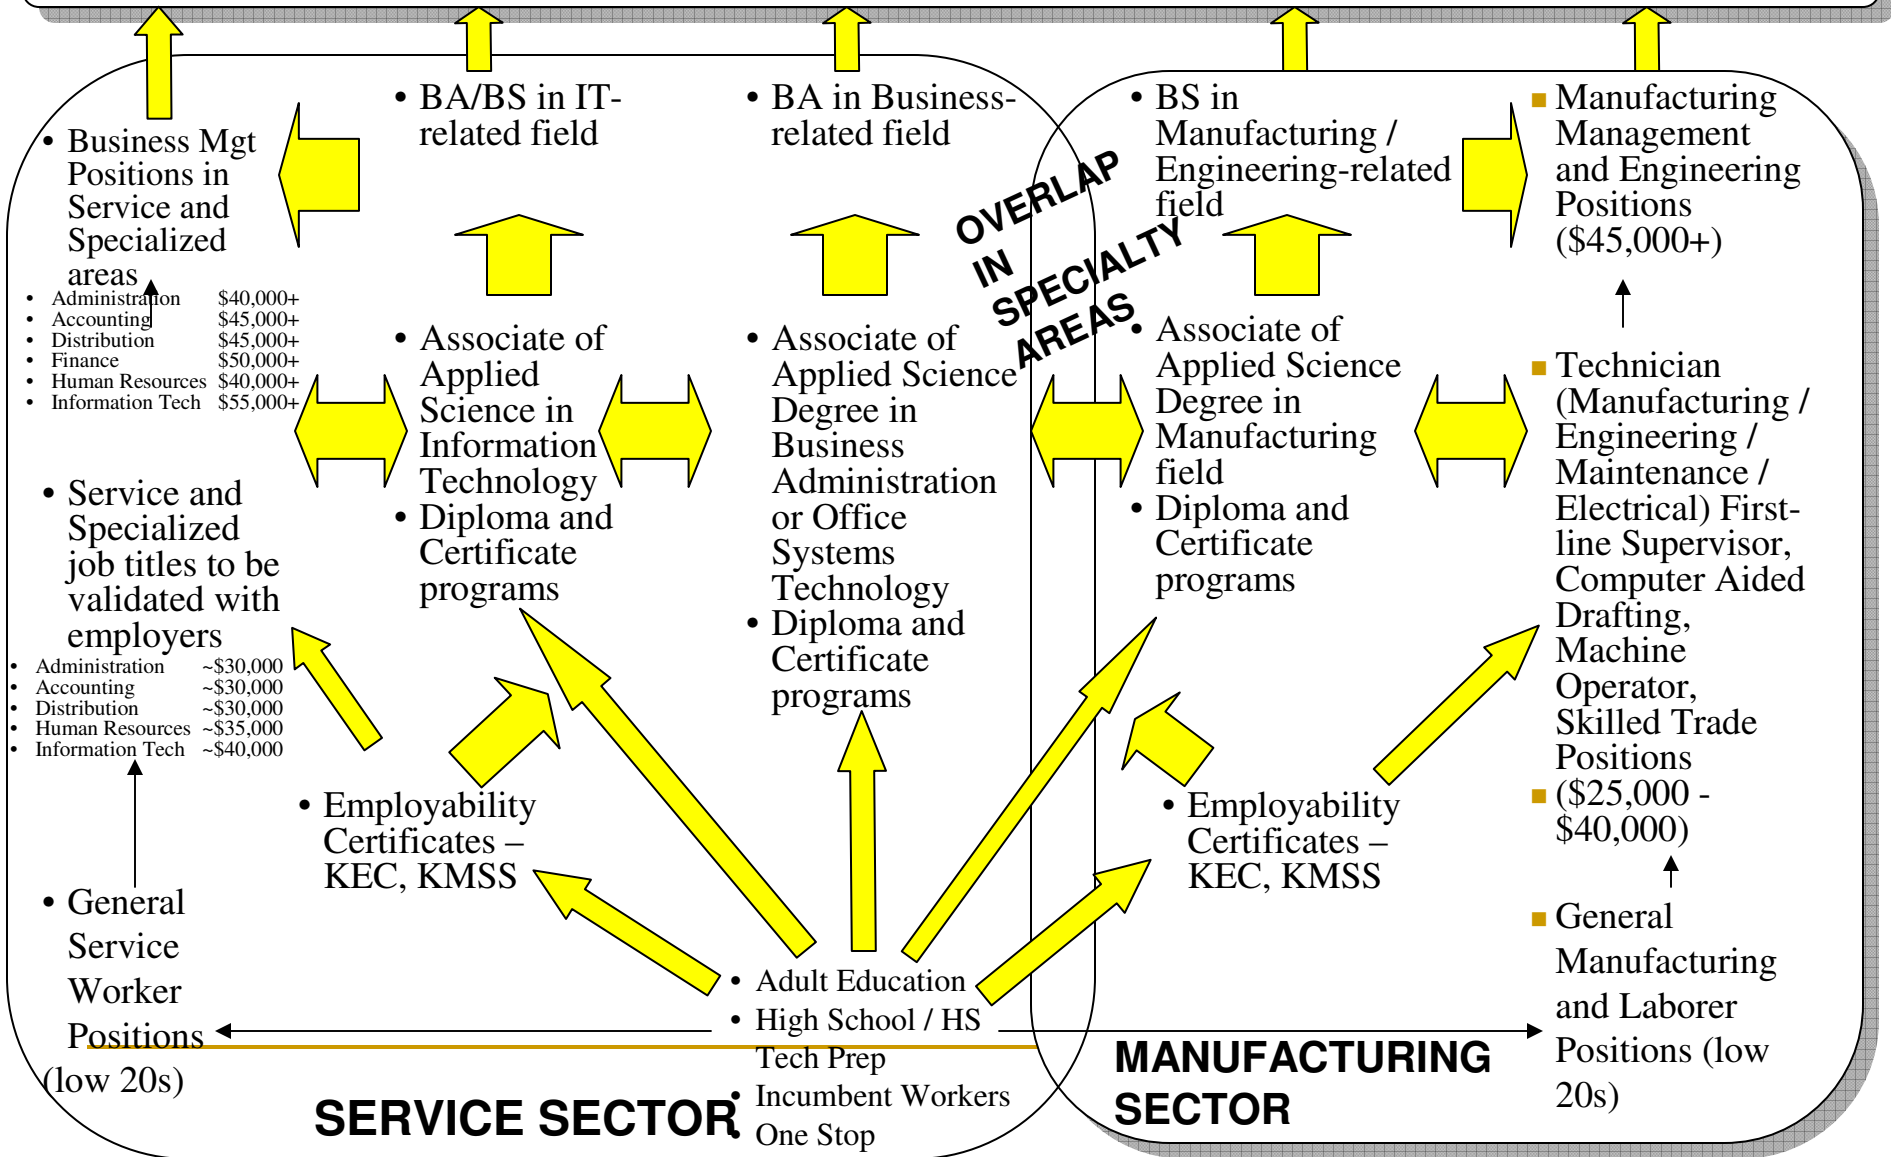 • Business Mgt
Positions in
Service and
Specialized
areas
• Administration $40,000+
• Accounting $45,000+
• Distribution $45,000+
• Finance $50,000+
• Human Resources $40,000+
• Information Tech $55,000+
• Service and
Specialized
job titles to be
validated with
employers
• Administration ~$30,000
• Accounting ~$30,000
• Distribution ~$30,000
• Human Resources ~$35,000
• Information Tech ~$40,000
• General
Service
Worker
Positions
(low 20s)
• BA/BS in IT-
related field
• Associate of
Applied
Science in
Information
Technology
• Diploma and
Certificate
programs
• Employability
Certificates –
KEC, KMSS
• BA in Business-
related field
• Associate of
Applied Science
Degree in
Business
Administration
or Office
Systems
Technology
• Diploma and
Certificate
programs
• Adult Education
• High School / HS
Tech Prep
• Incumbent Workers
• One Stop
SERVICE SECTOR
OVERLAP
IN
SPECIALTY
AREAS
• BS in
Manufacturing /
Engineering-related
field
• Associate of
Applied Science
Degree in
Manufacturing
field
• Diploma and
Certificate
programs
• Employability
Certificates –
KEC, KMSS
MANUFACTURING
SECTOR
■ Manufacturing
Management
and Engineering
Positions
($45,000+)
■ Technician
(Manufacturing /
Engineering /
Maintenance /
Electrical) First-
line Supervisor,
Computer Aided
Drafting,
Machine
Operator,
Skilled Trade
Positions
■ ($25,000 -
$40,000)
■ General
Manufacturing
and Laborer
Positions (low
20s)